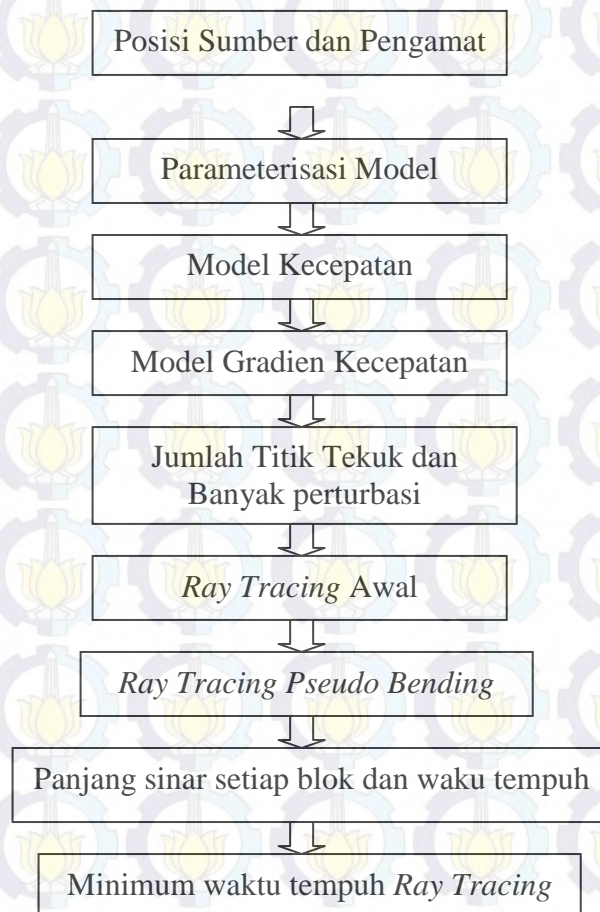 Posisi Sumber dan Pengamat
Parameterisasi Model
Model Kecepatan
Model Gradien Kecepatan
Jumlah Titik Tekuk dan
Banyak perturbasi
Ray Tracing Awal
Ray Tracing Pseudo Bending
Panjang sinar setiap blok dan waku tempuh
Minimum waktu tempuh Ray Tracing